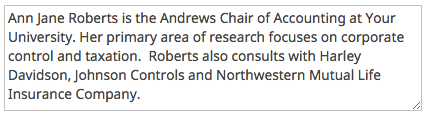 Ann Jane Roberts is the Andrews Chair of Accounting at Your
University. Her primary area of research focuses on corporate
control and taxation.  Roberts also consults with Harley
Davidson, Johnson Controls and Northwestern Mutual Life
Insurance Company.